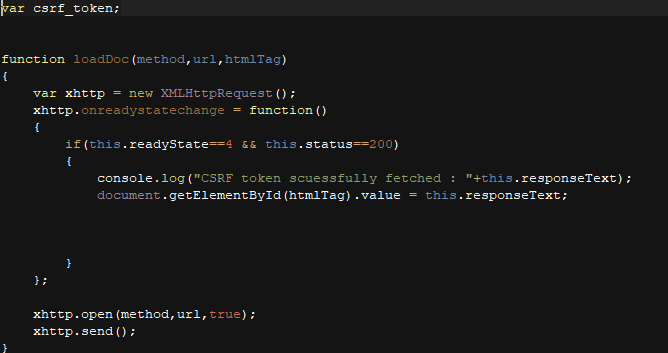 var csrf_token;
function loadDoc(method,url,htmlTag)
{
var xhttp = new XMLHttpRequest();
xhttp.onreadystatechange = function()
{
if(this.readyState==4 && this.status==200)
{
console.log("CSRF token scuessfully fetched : "+this.responseText);
document.getElementById(htmlTag).value = this.responseText;
}
};
xhttp.open(method,url,true);
xhttp.send();
}